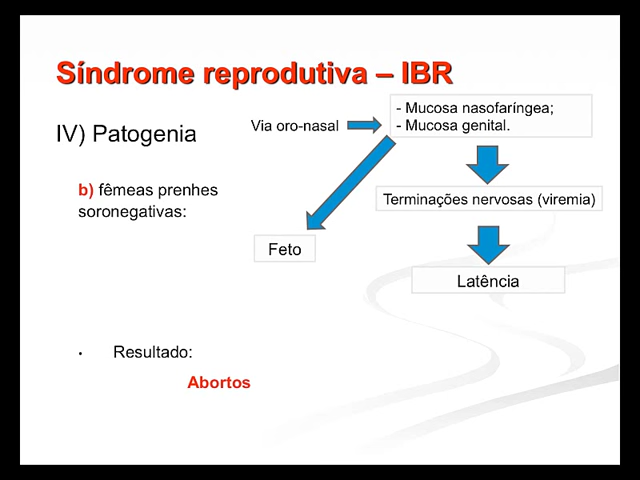 Síndrome reprodutiva – IBR
IV) Patogenia
Via oro-nasal
- Mucosa nasofaríngea;
- Mucosa genital.
b) fêmeas prenhes
soronegativas:
Terminações nervosas (viremia)
Feto
Latência
• Resultado:
Abortos